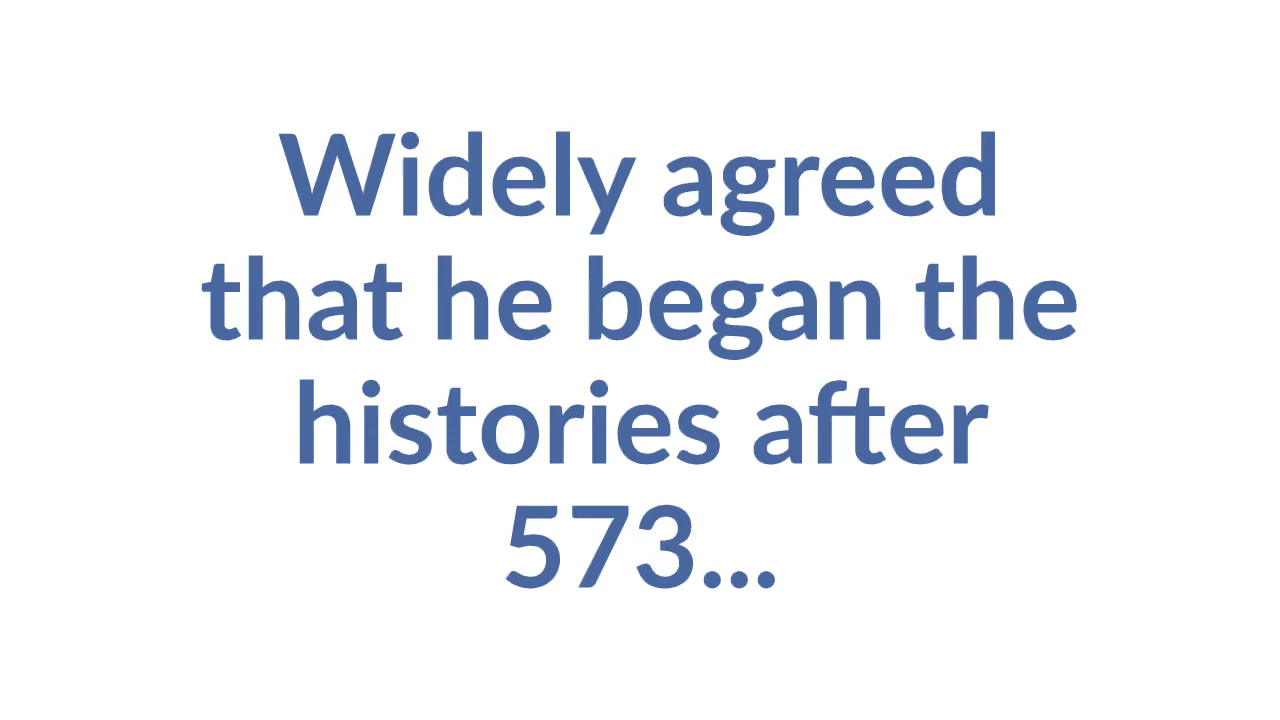 Widely agreed
that he began the
histories after
573...